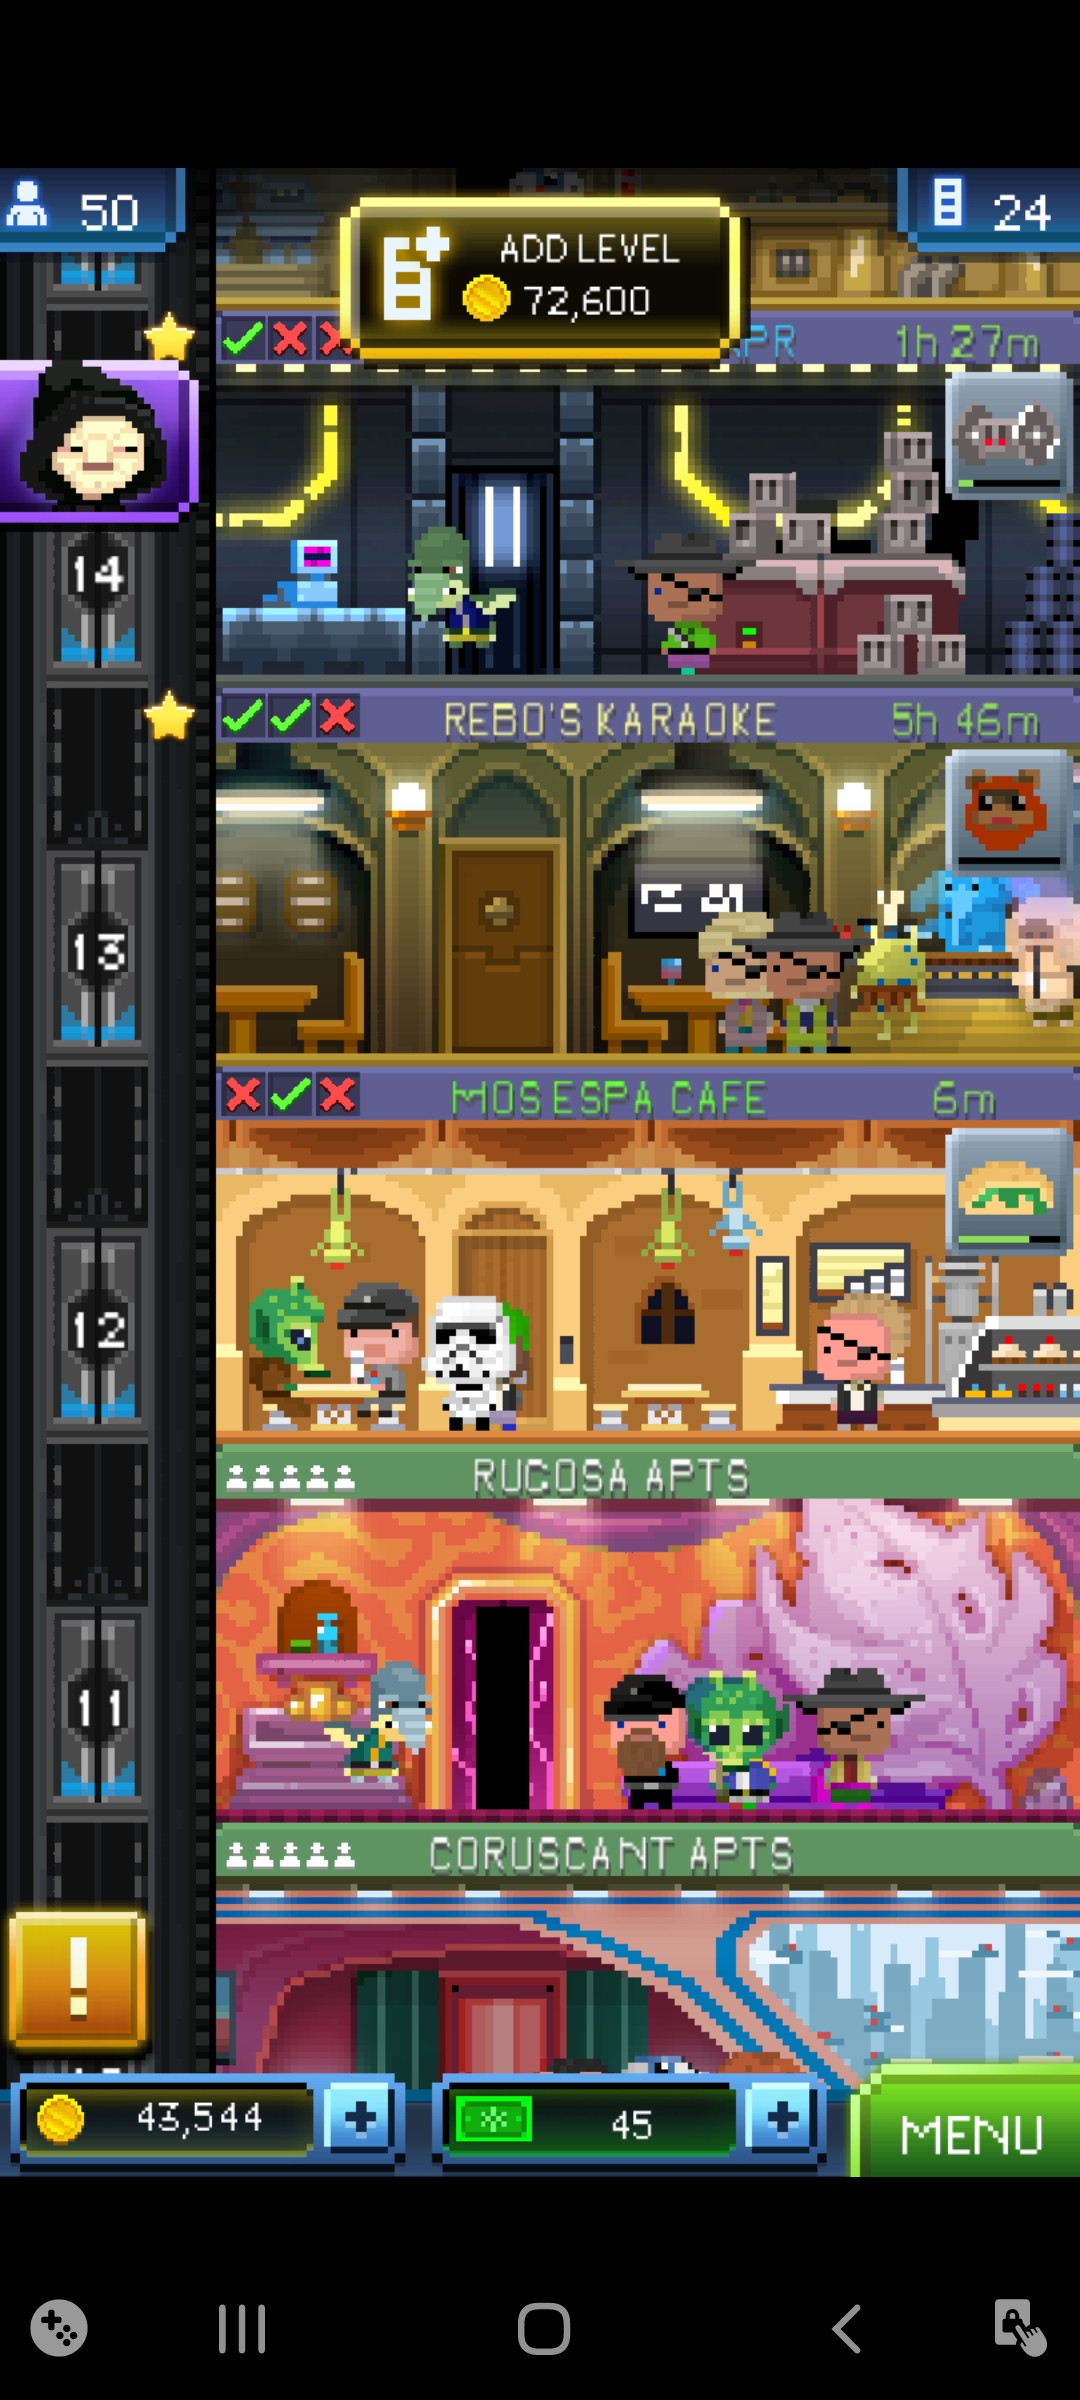 50
ADD LEVEL
72,600
24
1h 27m
14
REBO'S KARAOKE
5h 46m
13
MOS ESPA CAFE
6m
12
RUGOSA APTS
11
CORUSCANT APTS
!
43,544
45
MENU